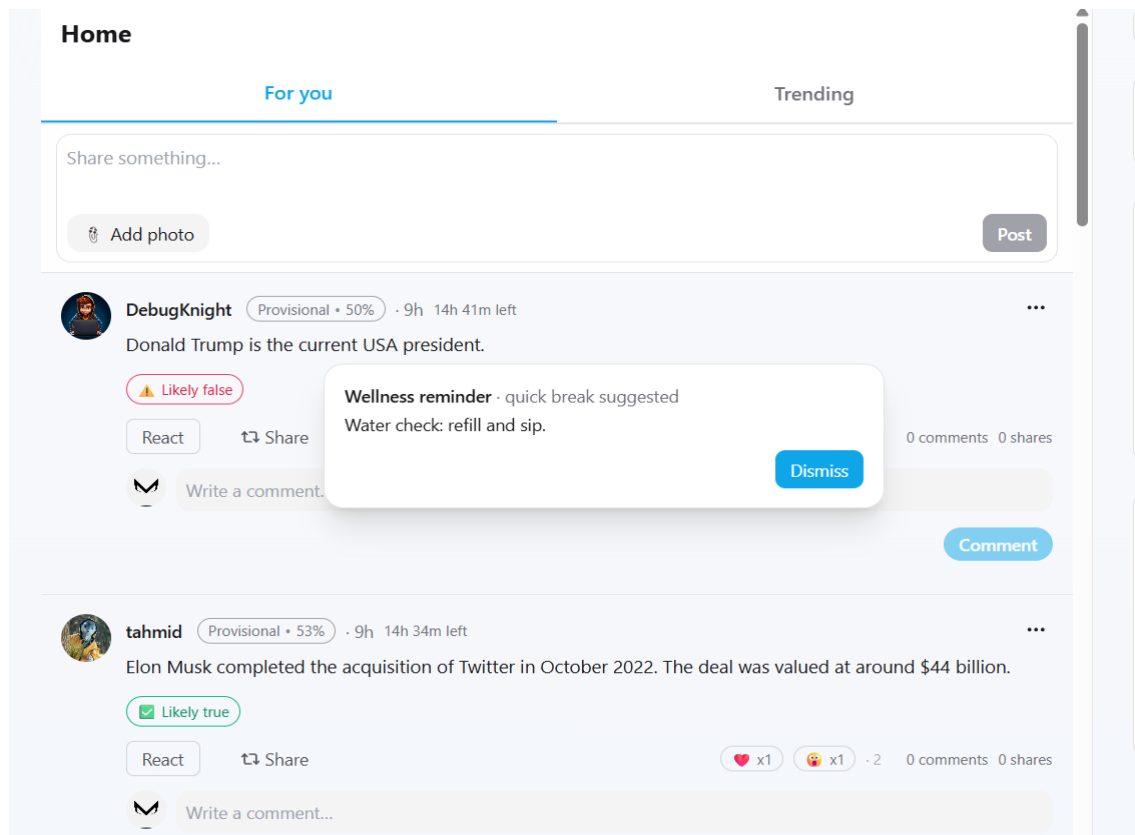 Home
For you
Trending
Share something...
Add photo
Post
DebugKnight Provisional • 50% · 9h 14h 41m left
Donald Trump is the current USA president.
Likely false
React Share 0 comments 0 shares
Write a comment.
Wellness reminder · quick break suggested
Water check: refill and sip.
Dismiss
Comment
tahmid Provisional • 53% · 9h 14h 34m left
Elon Musk completed the acquisition of Twitter in October 2022. The deal was valued at around $44 billion.
Likely true
React Share x1 x1 · 2 0 comments 0 shares
Write a comment...